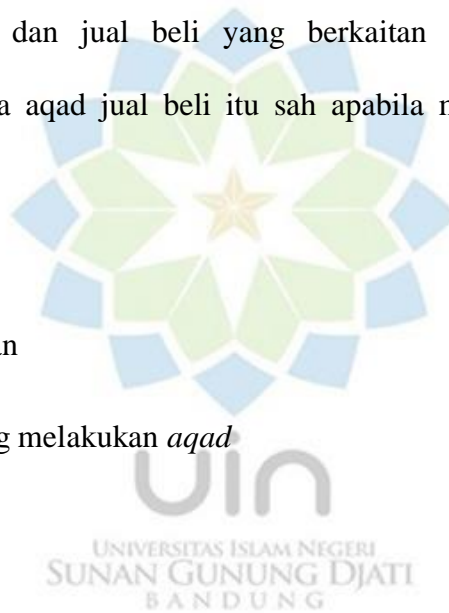 dan jual beli yang berkaitan
a aqad jual beli itu sah apabila
an
g melakukan aqad
uin
UNIVERSITAS ISLAM NEGERI
SUNAN GUNUNG DJATI
BANDUNG